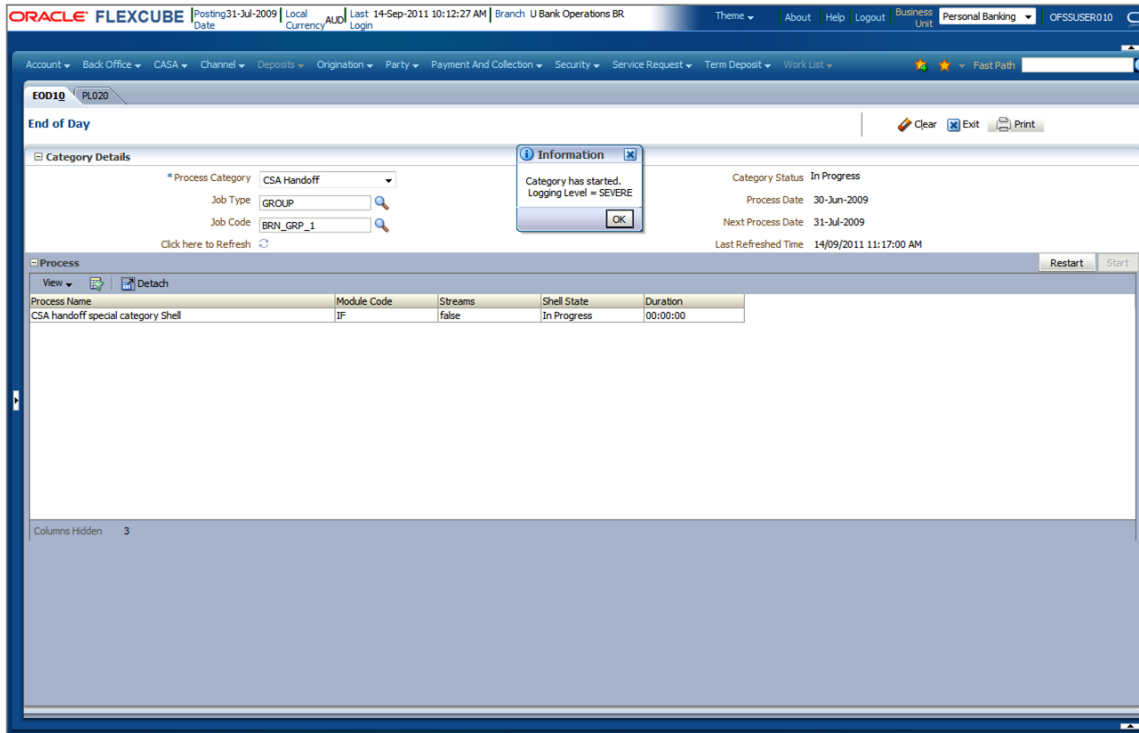 ORACLE FLEXCUBE Posting Date 31-Jul-2009 Local Currency AUD Last Login 14-Sep-2011 10:12:27 AM Branch U Bank Operations BR Theme About Help Logout Business Unit Personal Banking OFSSUSER010
Account Back Office CASA Channel Deposits Origination Party Payment And Collection Security Service Request Term Deposit Work List Fast Path
EOD10 PL020
End of Day Clear Exit Print
Category Details
Information
Category has started.
Logging Level = SEVERE
OK
* Process Category CSA Handoff Category Status In Progress
Job Type GROUP Process Date 30-Jun-2009
Job Code BRN_GRP_1 Next Process Date 31-Jul-2009
Click here to Refresh Last Refreshed Time 14/09/2011 11:17:00 AM
Process Restart Start
View Detach
Process Name Module Code Streams Shell State Duration
CSA handoff special category Shell IF false In Progress 00:00:00
Columns Hidden 3